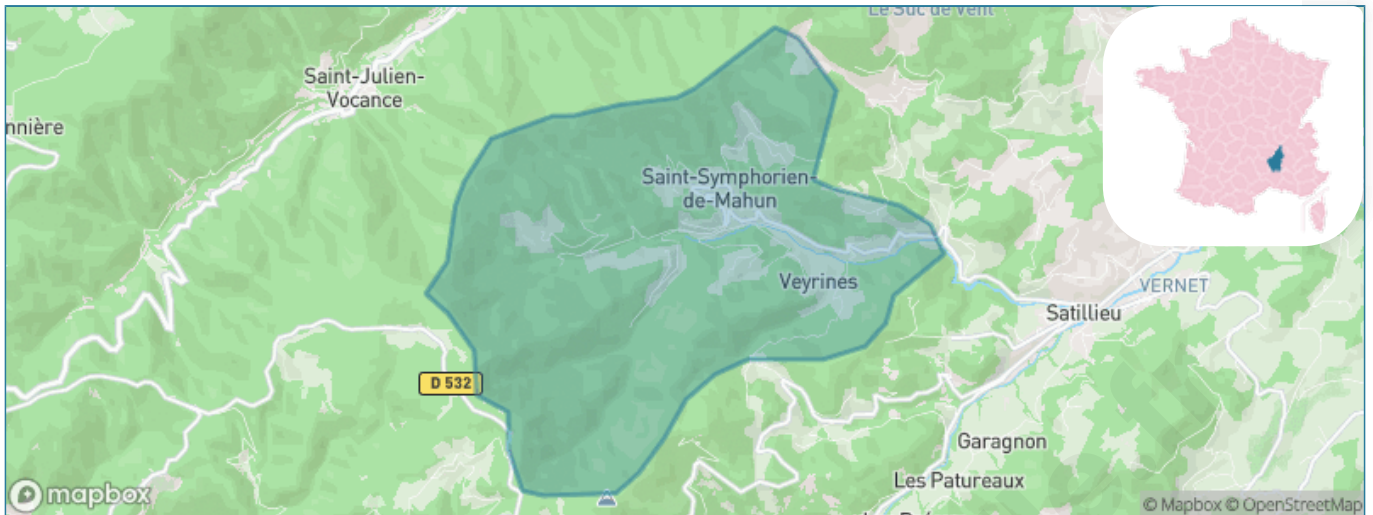 Le Suc de Vent
Saint-Julien-
Vocance
nnière
Saint-Symphorien-
de-Mahun
Veyrines
VERNET
Satillieu
D 532
Garagnon
Les Patureaux
mapbox
© Mapbox © OpenStreetMap